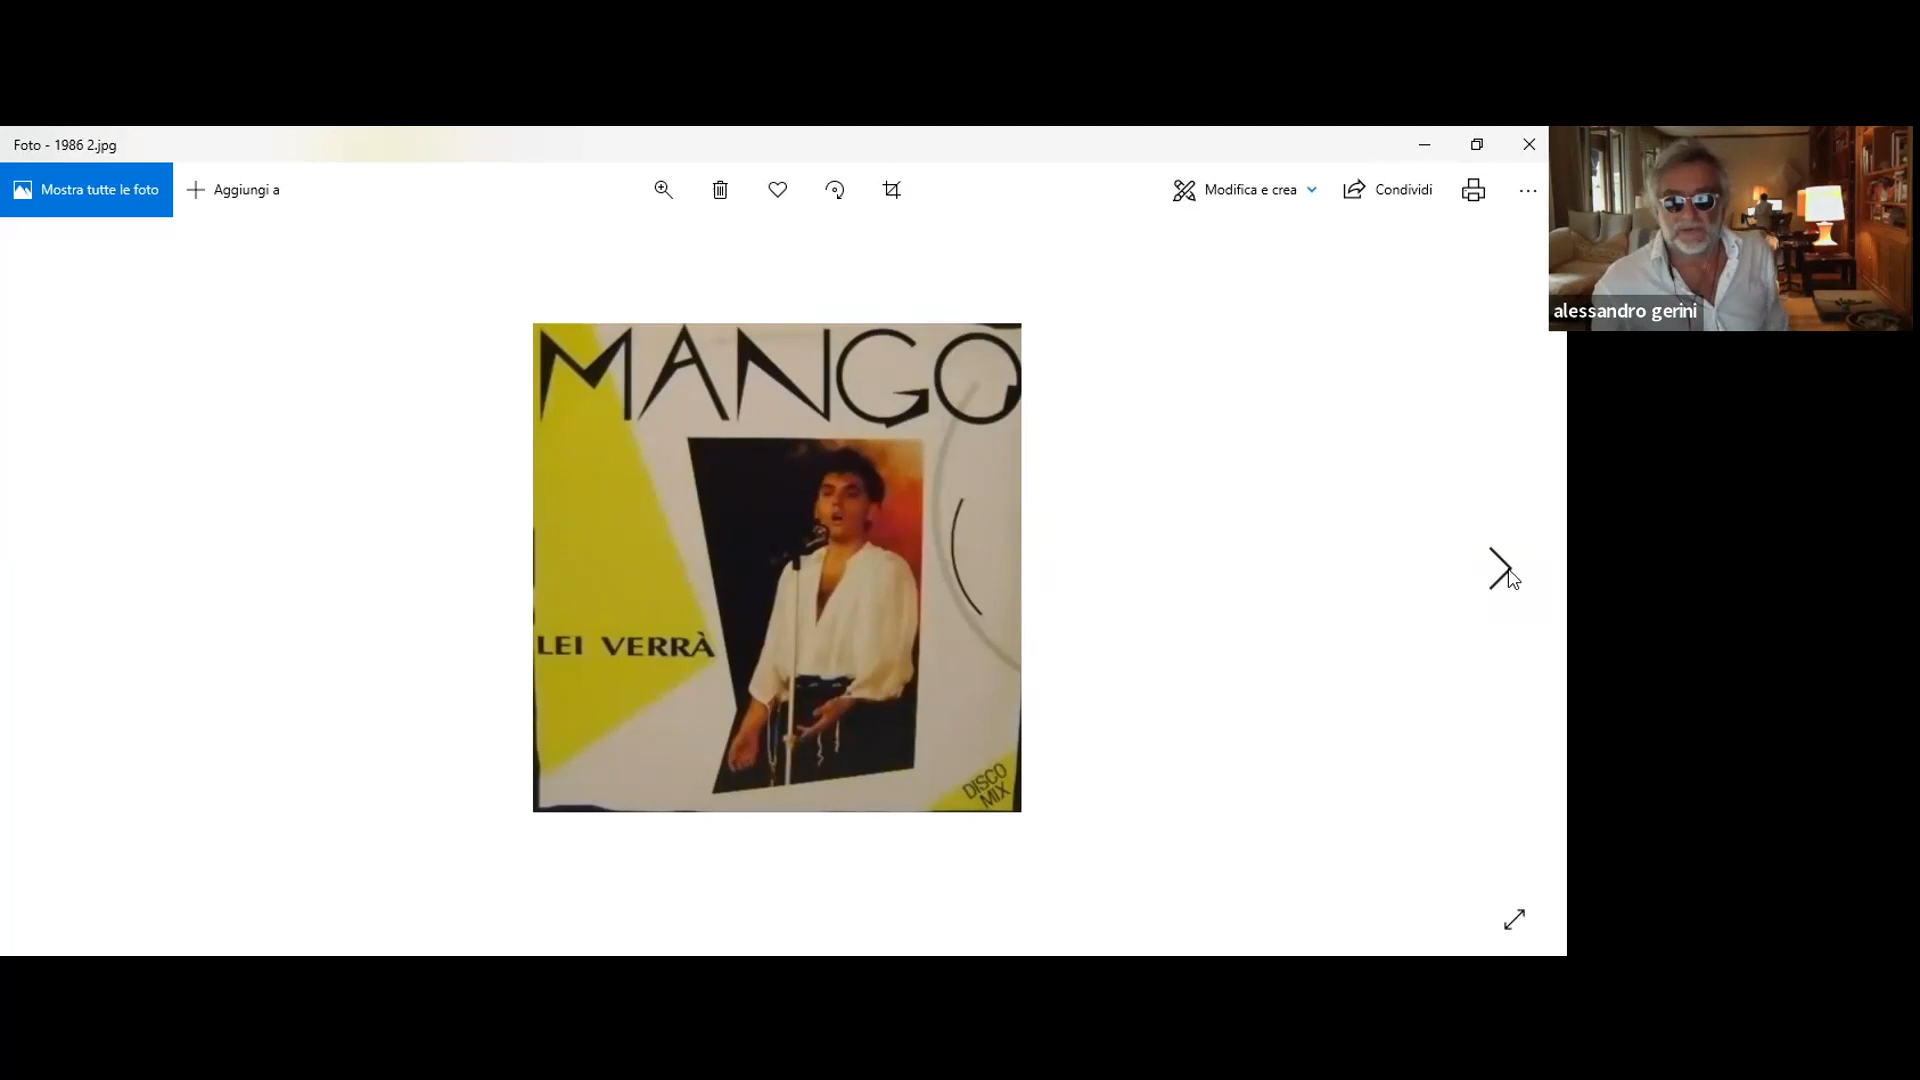 Foto - 1986 2.jpg
Mostra tutte le foto
Aggiungi a
Modifica e crea
Condividi
alessandro gerini
MANGO
LEI VERRÀ
DISCO
MIX